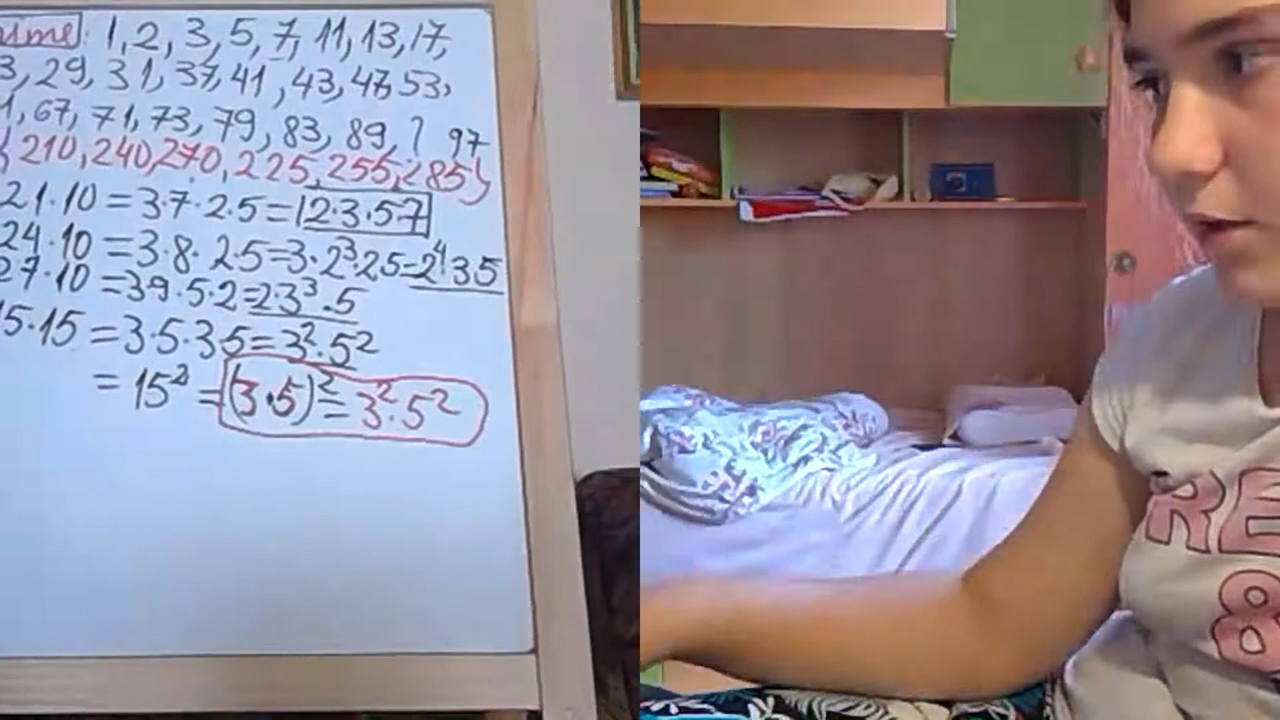 ime: 1, 2, 3, 5, 7, 11, 13, 17,
3, 29, 31, 37, 41, 43, 47, 53,
1, 67, 71, 73, 79, 83, 89, ? 97
{210, 240, 270, 225, 255, 285}
21·10 = 3·7·2·5 = 2·3·5·7
24·10 = 3·8·2·5 = 3·2³·2·5 = 2⁴·3·5
27·10 = 3·9·5·2 = 2·3³·5
15·15 = 3·5·3·5 = 3²·5²
= 15² = (3·5)² = 3²·5²
RE
8